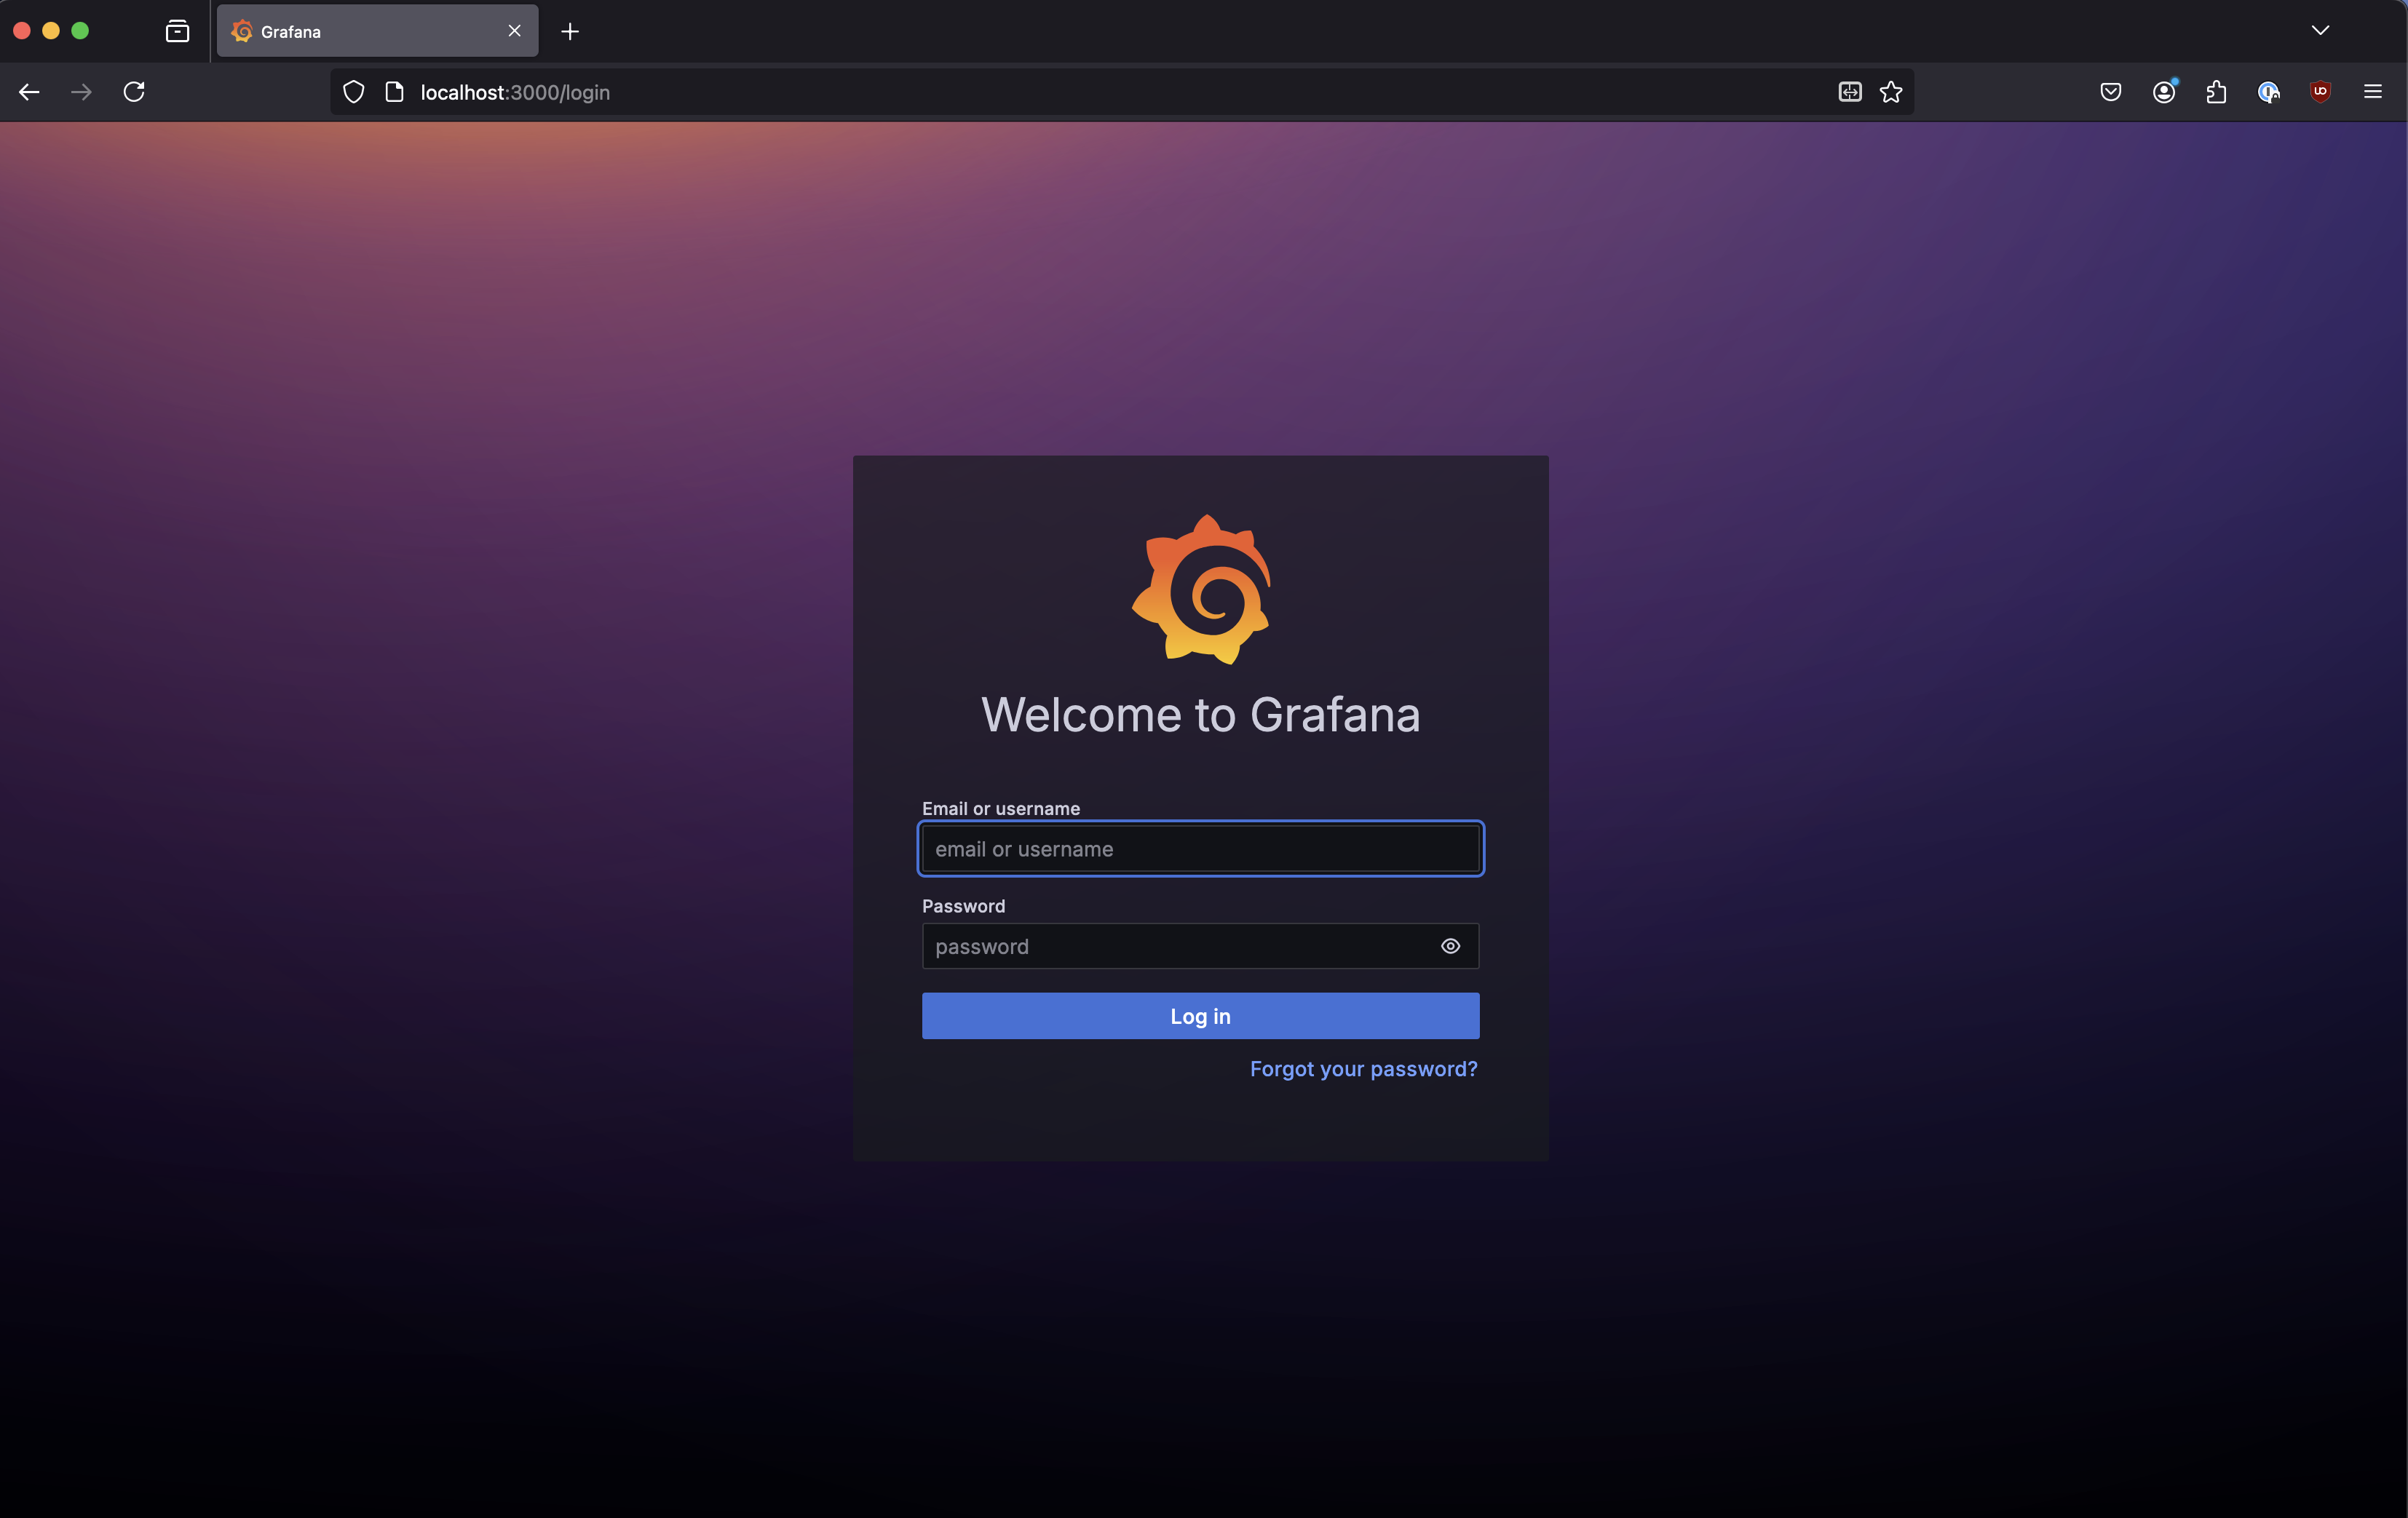 Grafana
localhost:3000/login
Welcome to Grafana
Email or username
email or username
Password
password
Log in
Forgot your password?